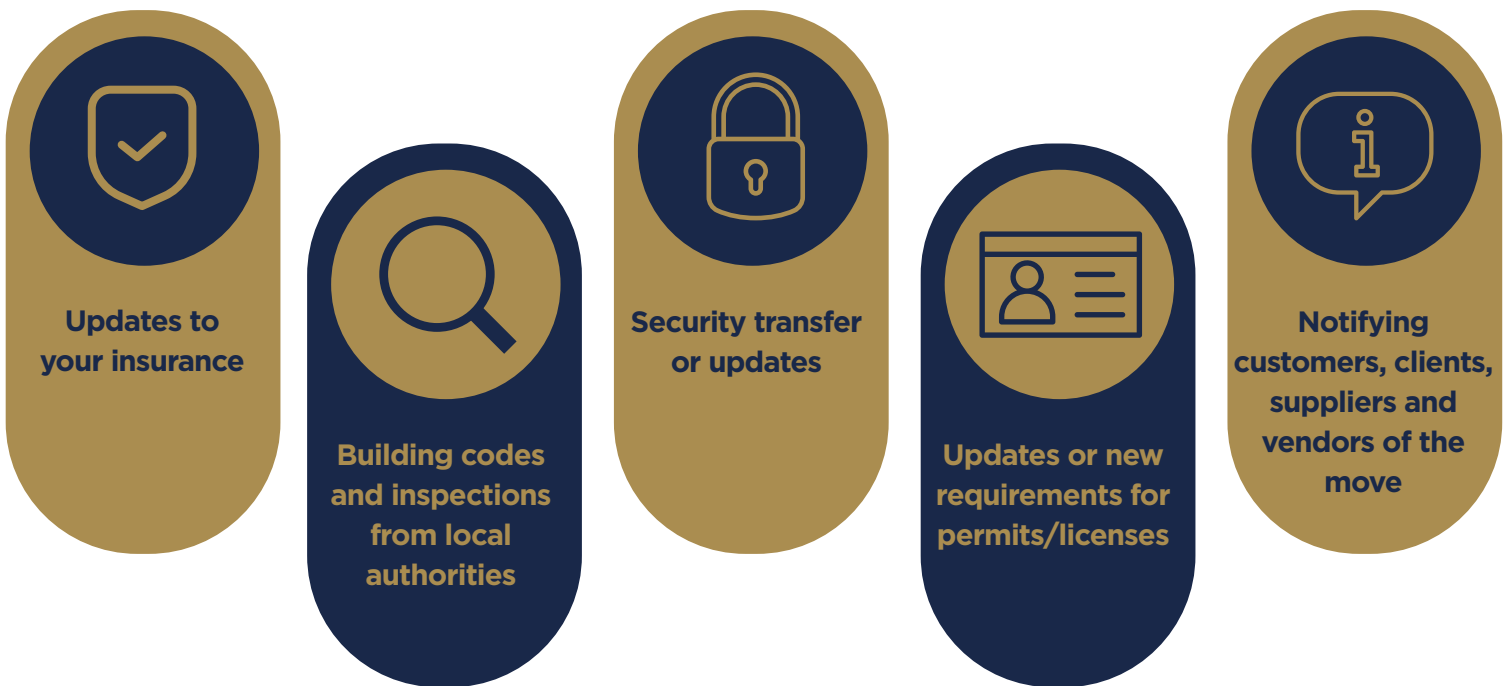 Updates to
your insurance
Building codes
and inspections
from local
authorities
Security transfer
or updates
Updates or new
requirements for
permits/licenses
Notifying
customers, clients,
suppliers and
vendors of the
move